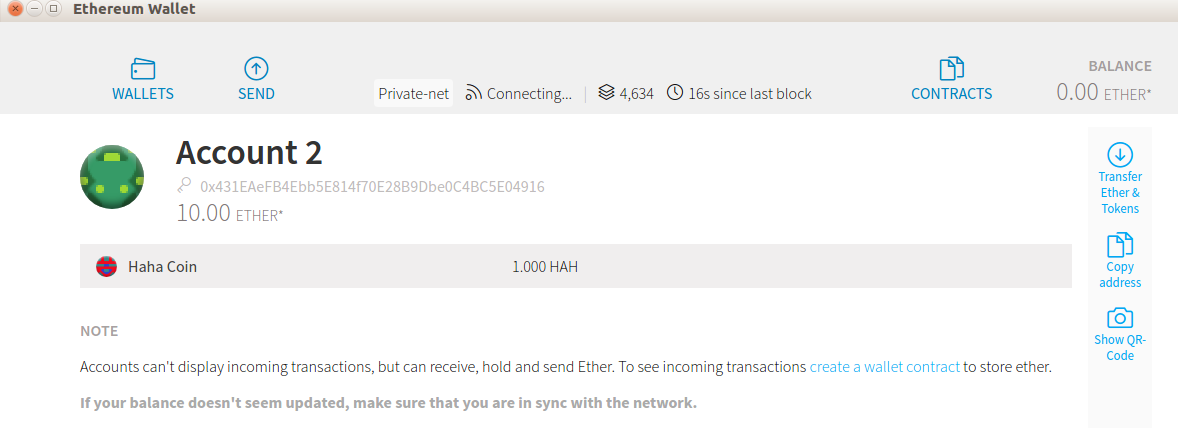 Ethereum Wallet
WALLETS
SEND
Private-net
Connecting...
4,634
16s since last block
CONTRACTS
BALANCE
0.00 ETHER*
Account 2
0x431EAeFB4Ebb5E814f70E28B9Dbe0C4BC5E04916
10.00 ETHER*
Haha Coin
1.000 HAH
Transfer
Ether &
Tokens
Copy
address
Show QR-
Code
NOTE
Accounts can't display incoming transactions, but can receive, hold and send Ether. To see incoming transactions create a wallet contract to store ether.
If your balance doesn't seem updated, make sure that you are in sync with the network.